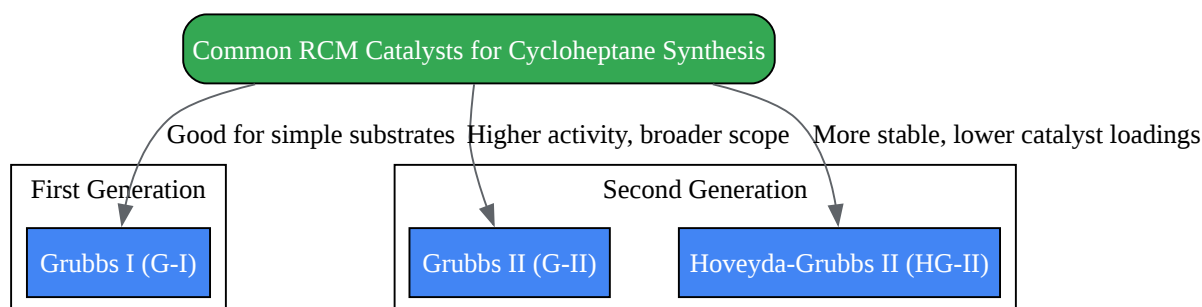 Common RCM Catalysts for Cycloheptane Synthesis
Good for simple substrates
Higher activity, broader scope
More stable, lower catalyst loadings
First Generation
Second Generation
Grubbs I (G-I)
Grubbs II (G-II)
Hoveyda-Grubbs II (HG-II)